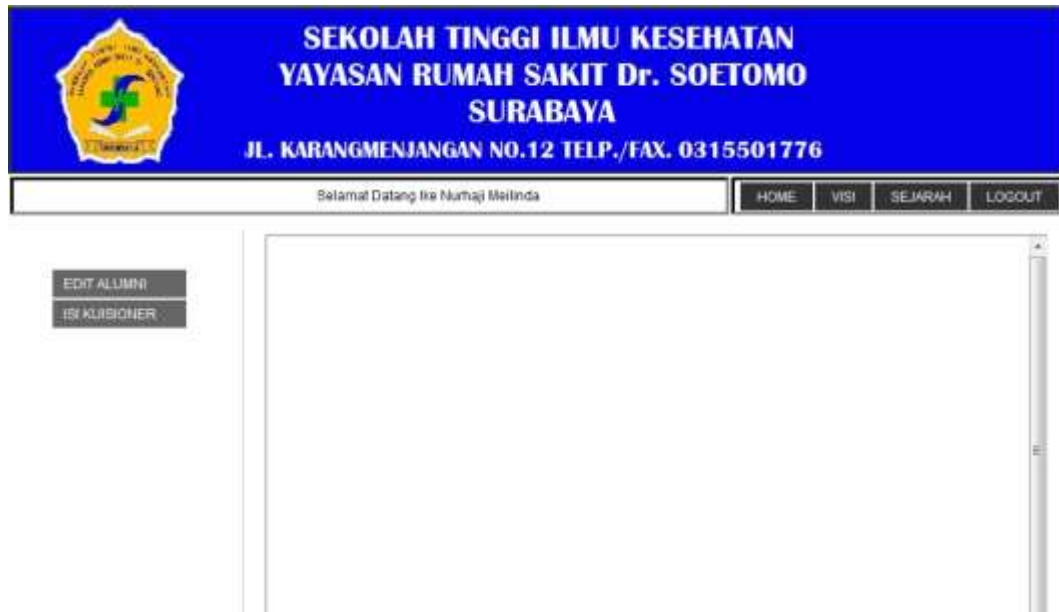 SEKOLAH TINGGI ILMU KESEHATAN
YAYASAN RUMAH SAKIT Dr. SOETOMO
SURABAYA
JL. KARANGMENJANGAN NO.12 TELP./FAX. 0315501776
Selamat Datang Ike Nurhaji Meilinda
HOME VISI SEJARAH LOGOUT
EDIT ALUMNI
ISI KUISIONER